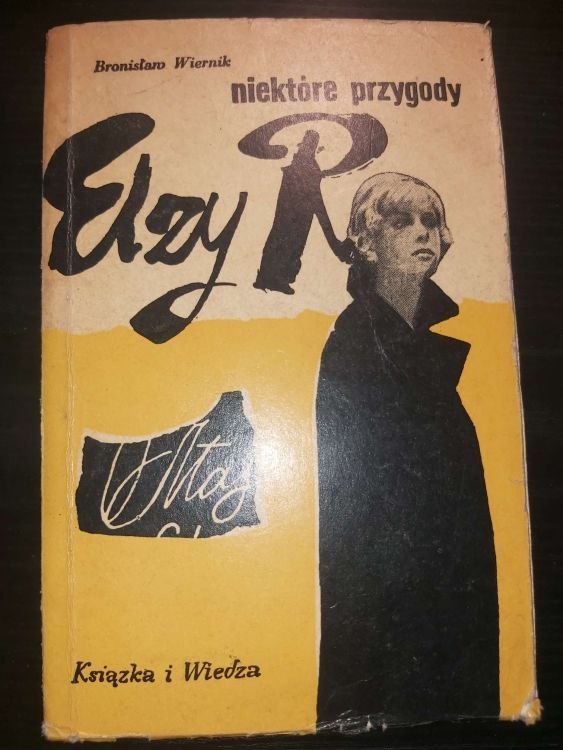 Bronisław Wiernik
niektóre przygody
Elzy R
Książka i Wiedza